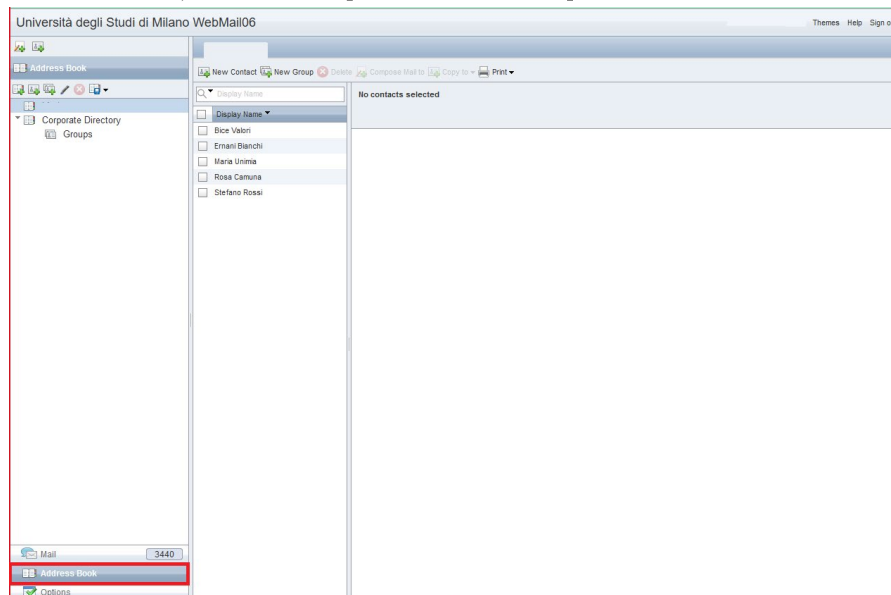 Università degli Studi di Milano WebMail06
Themes Help Sign o
Address Book
New Contact New Group Delete Compose Mail to Copy to Print
Display Name
No contacts selected
Corporate Directory
Groups
Display Name
Bice Valori
Ernani Bianchi
Maria Unimia
Rosa Camuna
Stefano Rossi
Mail 3440
Address Book
Options